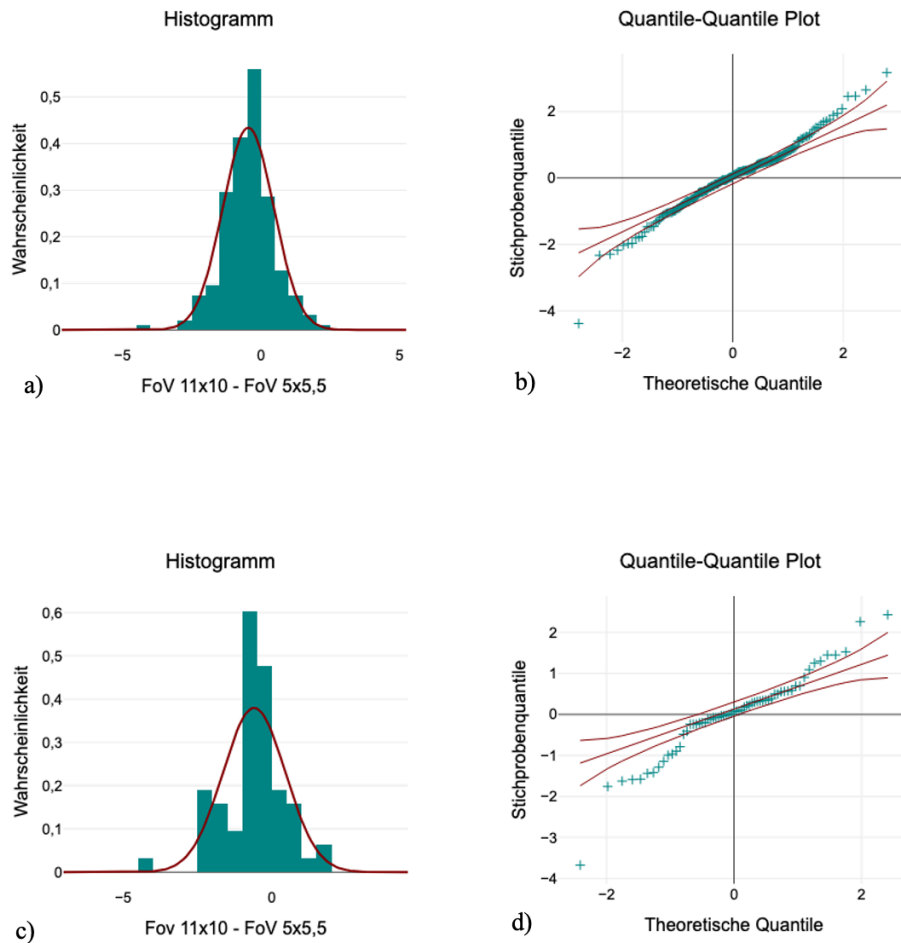 Histogramm
Wahrscheinlichkeit
0,5
0,4
0,3
0,2
0,1
0
−5
0
5
FoV 11x10 - FoV 5x5,5
a)
Quantile-Quantile Plot
Stichprobenquantile
2
0
−2
−4
−2
0
2
Theoretische Quantile
b)
Histogramm
Wahrscheinlichkeit
0,6
0,5
0,4
0,3
0,2
0,1
0
−5
0
Fov 11x10 - FoV 5x5,5
c)
Quantile-Quantile Plot
Stichprobenquantile
2
1
0
−1
−2
−3
−4
−2
0
2
Theoretische Quantile
d)